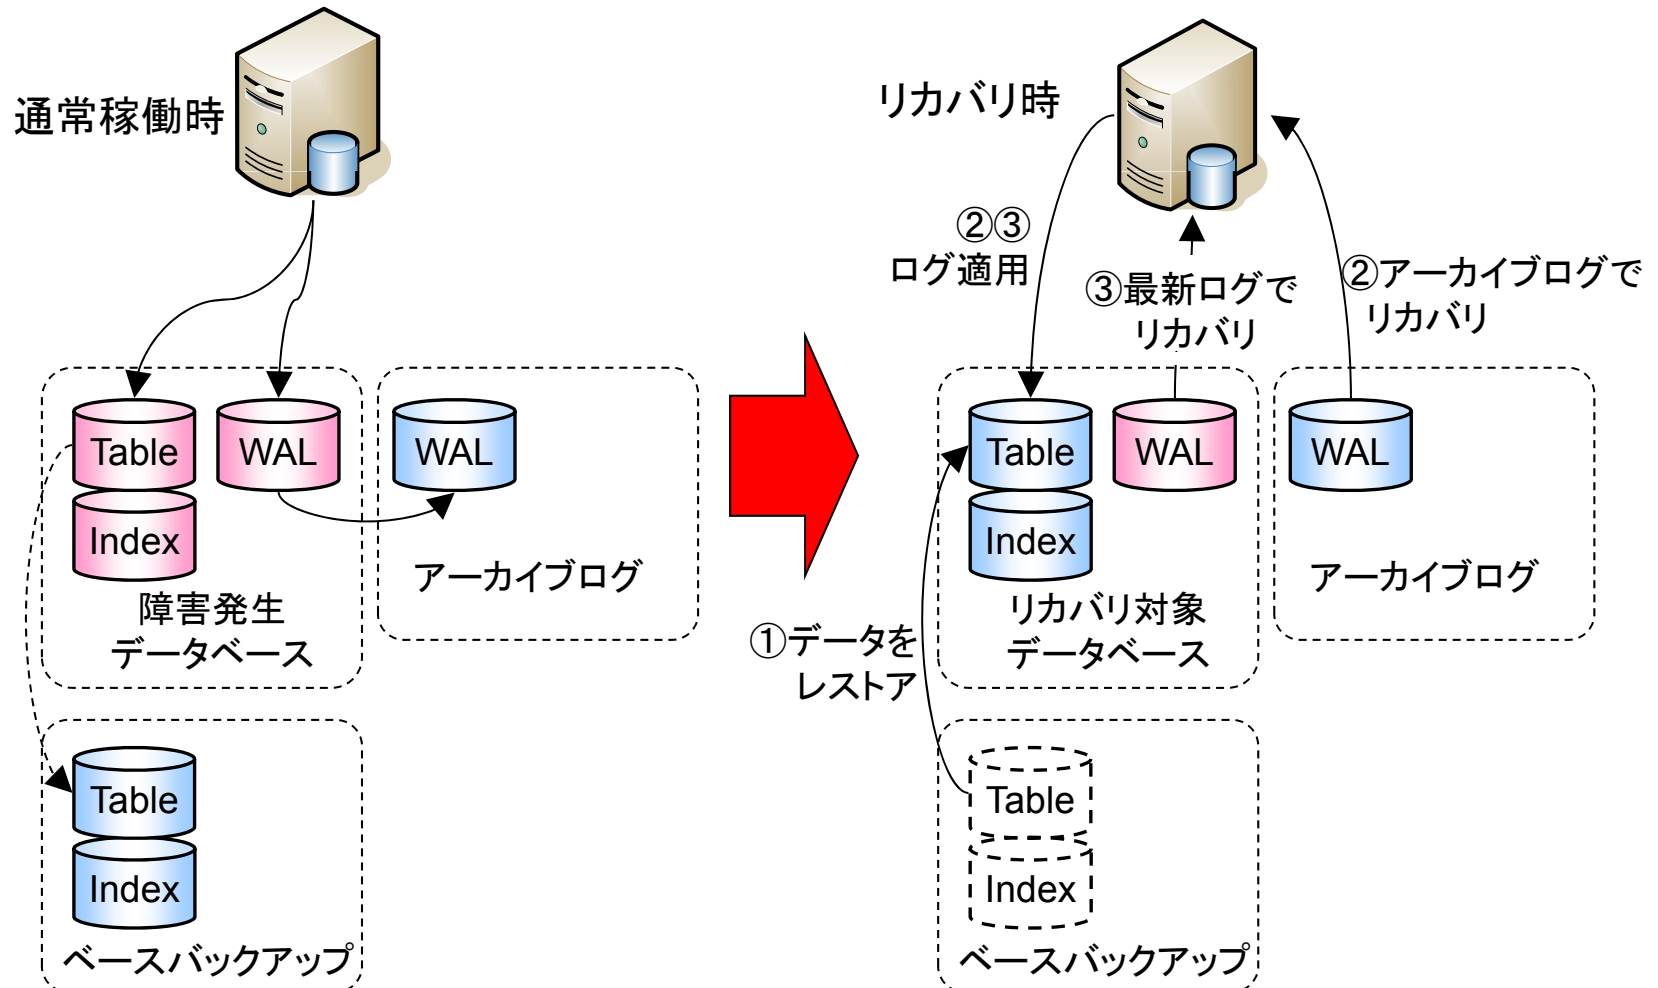 通常稼働時
Table
WAL
WAL
Index
アーカイブログ
障害発生
データベース
Table
Index
ベースバックアップ
リカバリ時
②③
ログ適用
③最新ログで
リカバリ
②アーカイブログで
リカバリ
Table
WAL
WAL
Index
アーカイブログ
リカバリ対象
データベース
①データを
レストア
Table
Index
ベースバックアップ